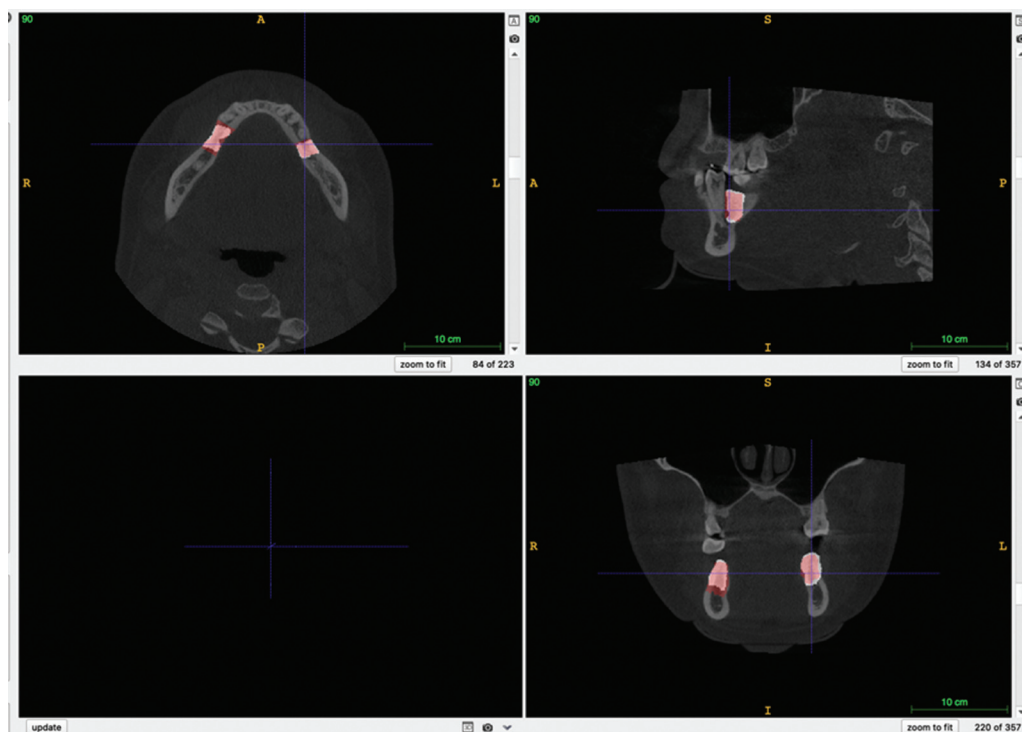 90
A
R
L
10 cm
P
zoom to fit 84 of 223
90
S
A
P
10 cm
I
zoom to fit 134 of 357
update
90
S
R
L
10 cm
I
zoom to fit 220 of 357